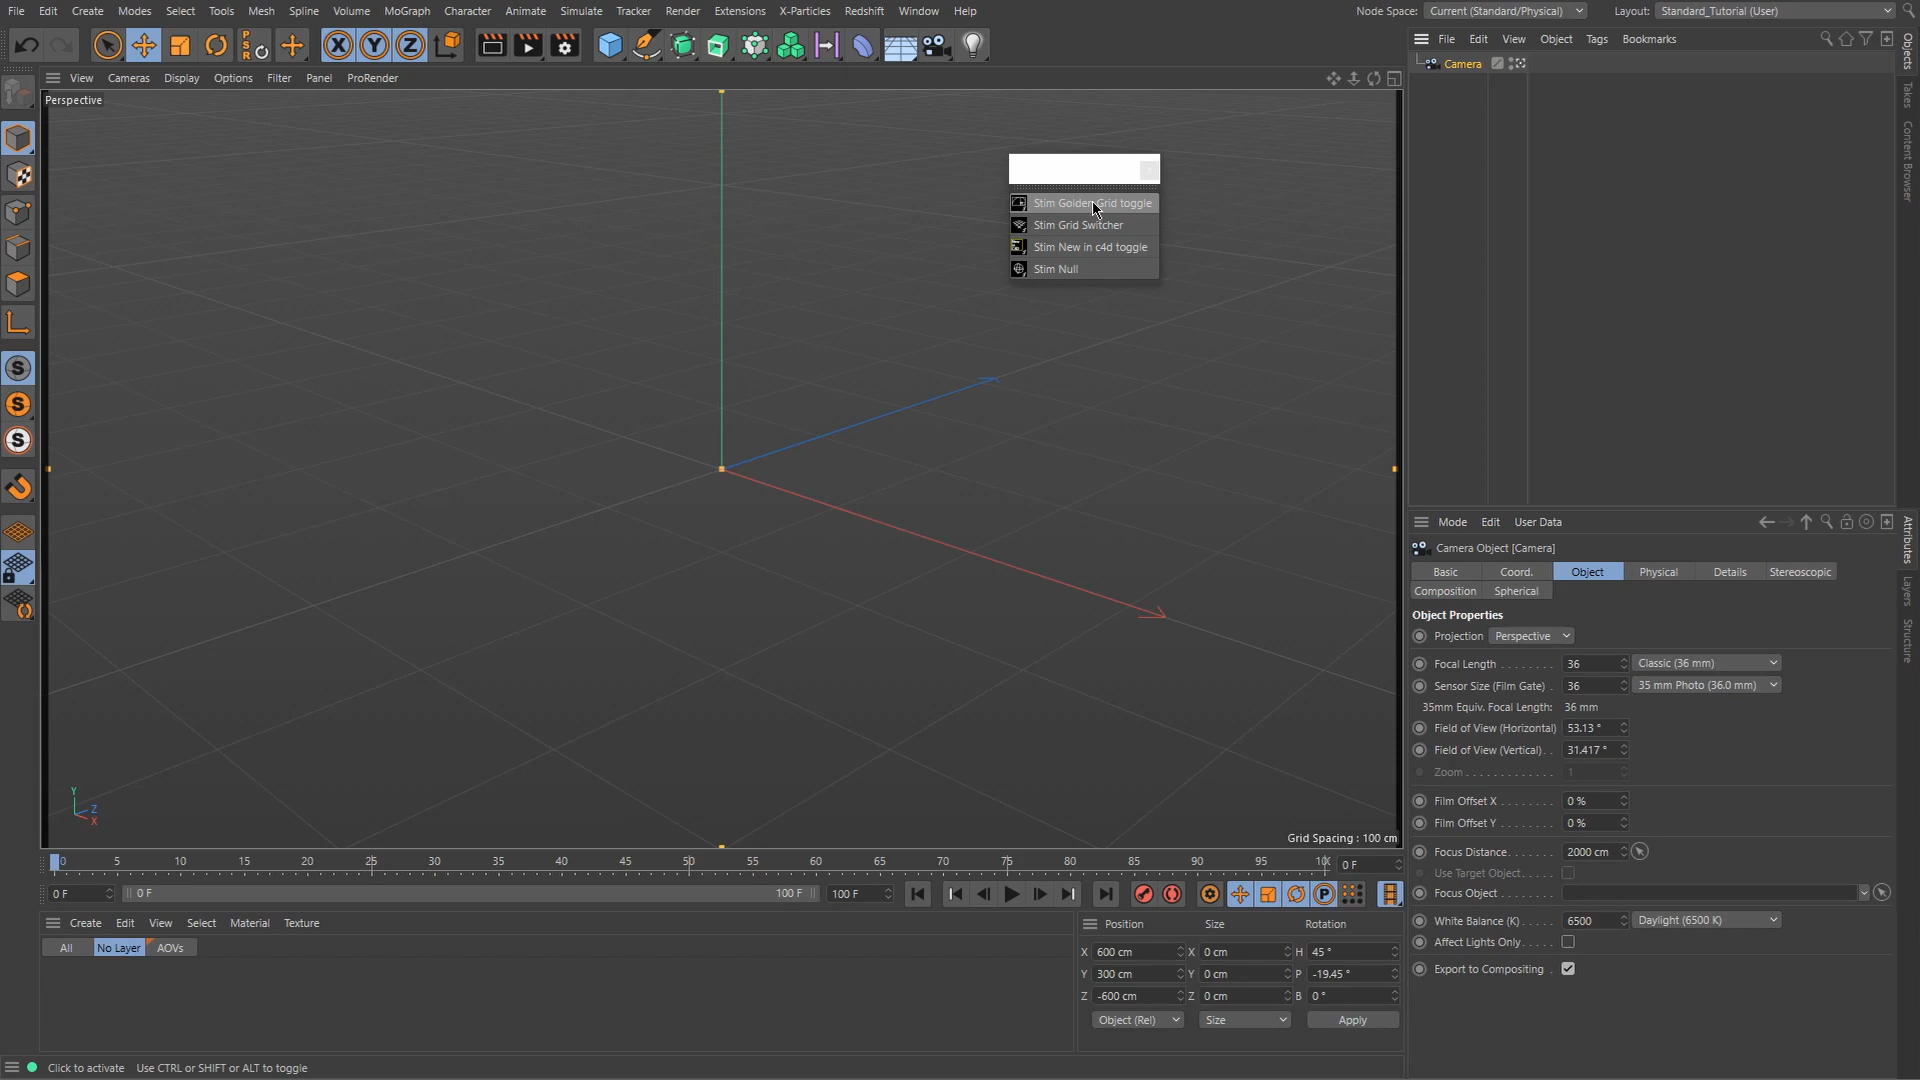 File Edit Create Modes Select Tools Mesh Spline Volume MoGraph Character Animate Simulate Tracker Render Extensions X-Particles Redshift Window Help
Node Space: Current (Standard/Physical) Layout: Standard_Tutorial (User)
File Edit View Object Tags Bookmarks
View Cameras Display Options Filter Panel ProRender
Camera
Perspective
Stim Golden Grid toggle
Stim Grid Switcher
Stim New in c4d toggle
Stim Null
Objects
Takes
Content Browser
Mode Edit User Data
Camera Object [Camera]
Basic Coord. Object Physical Details Stereoscopic
Composition Spherical
Object Properties
Projection Perspective
Focal Length . . . . . . . . 36 Classic (36 mm)
Sensor Size (Film Gate) . 36 35 mm Photo (36.0 mm)
35mm Equiv. Focal Length: 36 mm
Field of View (Horizontal) 53.13 °
Field of View (Vertical) . . 31.417 °
Zoom . . . . . . . . . . . . . 1
Film Offset X . . . . . . . . 0 %
Film Offset Y . . . . . . . . 0 %
Focus Distance . . . . . . . 2000 cm
Use Target Object . . . . .
Focus Object . . . . . . . .
White Balance (K) . . . . . 6500 Daylight (6500 K)
Affect Lights Only . . . . .
Export to Compositing .
Attributes
Layers
Structure
Y
Z
X
Grid Spacing : 100 cm
0 5 10 15 20 25 30 35 40 45 50 55 60 65 70 75 80 85 90 95 10 0 F
0 F 0 F 100 F 100 F
Create Edit View Select Material Texture
All No Layer AOVs
Position Size Rotation
X 600 cm X 0 cm H 45 °
Y 300 cm Y 0 cm P -19.45 °
Z -600 cm Z 0 cm B 0 °
Object (Rel) Size Apply
Click to activate Use CTRL or SHIFT or ALT to toggle
P S R
X Y Z
S
S
S
P